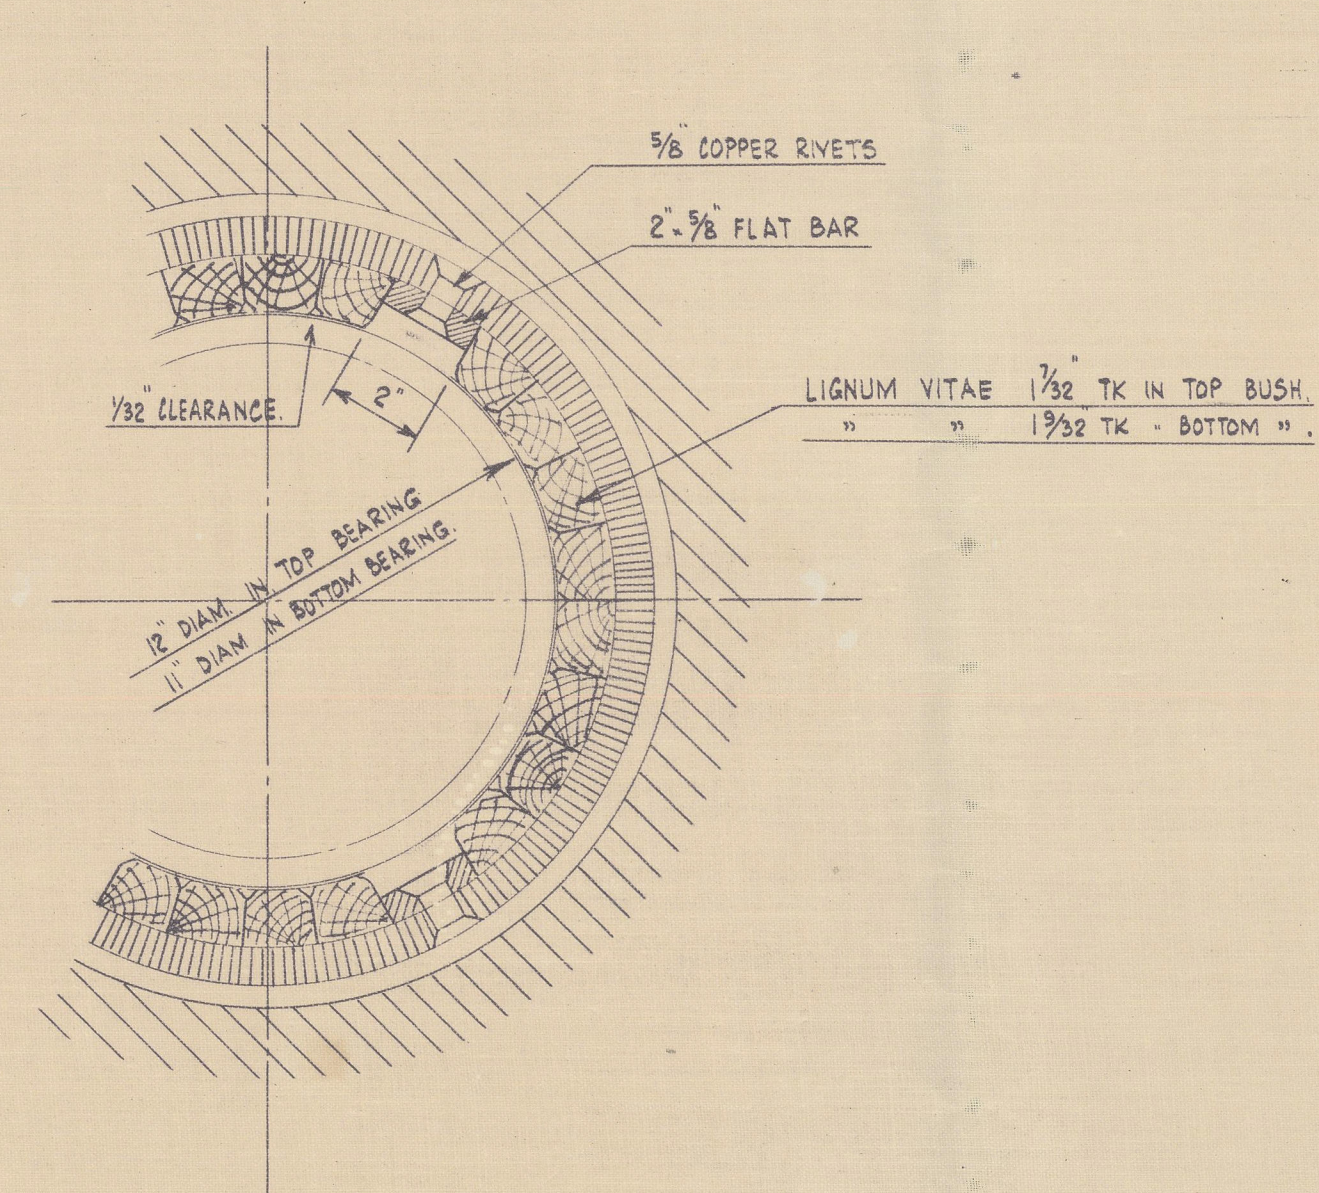 5/8" COPPER RIVETS
2" × 5/8" FLAT BAR
LIGNUM VITAE 1 7/32" TK IN TOP BUSH.
" " 1 9/32" TK " BOTTOM " .
1/32" CLEARANCE.
2"
12" DIAM. IN TOP BEARING
11" DIAM IN BOTTOM BEARING.